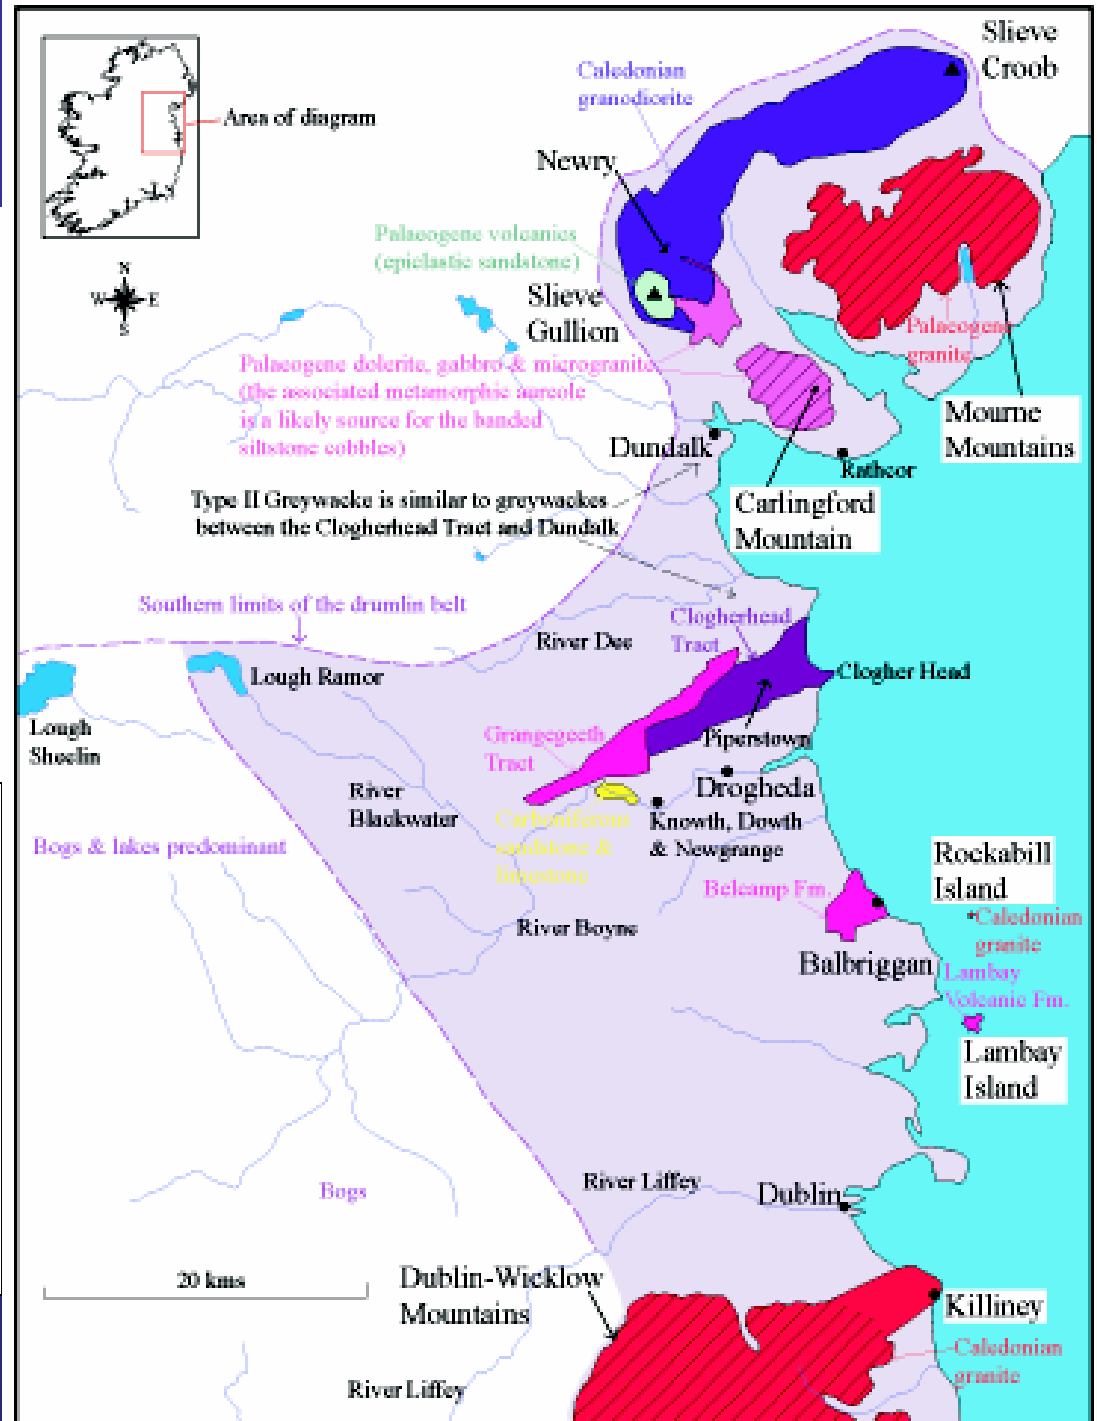 Slieve
Croob
Caledonian
granodiorite
Area of diagram
Newry
Palaeogene volcanics
(epiclastic sandstone)
N
W E
S
Slieve
Gullion
Palaeogene
granite
Palaeogene dolerite, gabbro & microgranite
(the associated metamorphic aureole
is a likely source for the banded
siltstone cobbles)
Mourne
Mountains
Dundalk
Rathcor
Carlingford
Mountain
Type II Greywacke is similar to greywackes
between the Clogherhead Tract and Dundalk
Southern limits of the drumlin belt
Clogherhead
Tract
River Dee
Lough Ramor
Clogher Head
Lough
Sheelin
Grangegeeth
Tract
Piperstown
Drogheda
River
Blackwater
Carboniferous
sandstone &
limestone
Knowth, Dowth
& Newgrange
Bogs & lakes predominant
Rockabill
Island
Belcamp Fm.
Caledonian
granite
River Boyne
Balbriggan
Lambay
Volcanic Fm.
Lambay
Island
Bogs
River Liffey
Dublin
20 kms
Dublin-Wicklow
Mountains
Killiney
Caledonian
granite
River Liffey